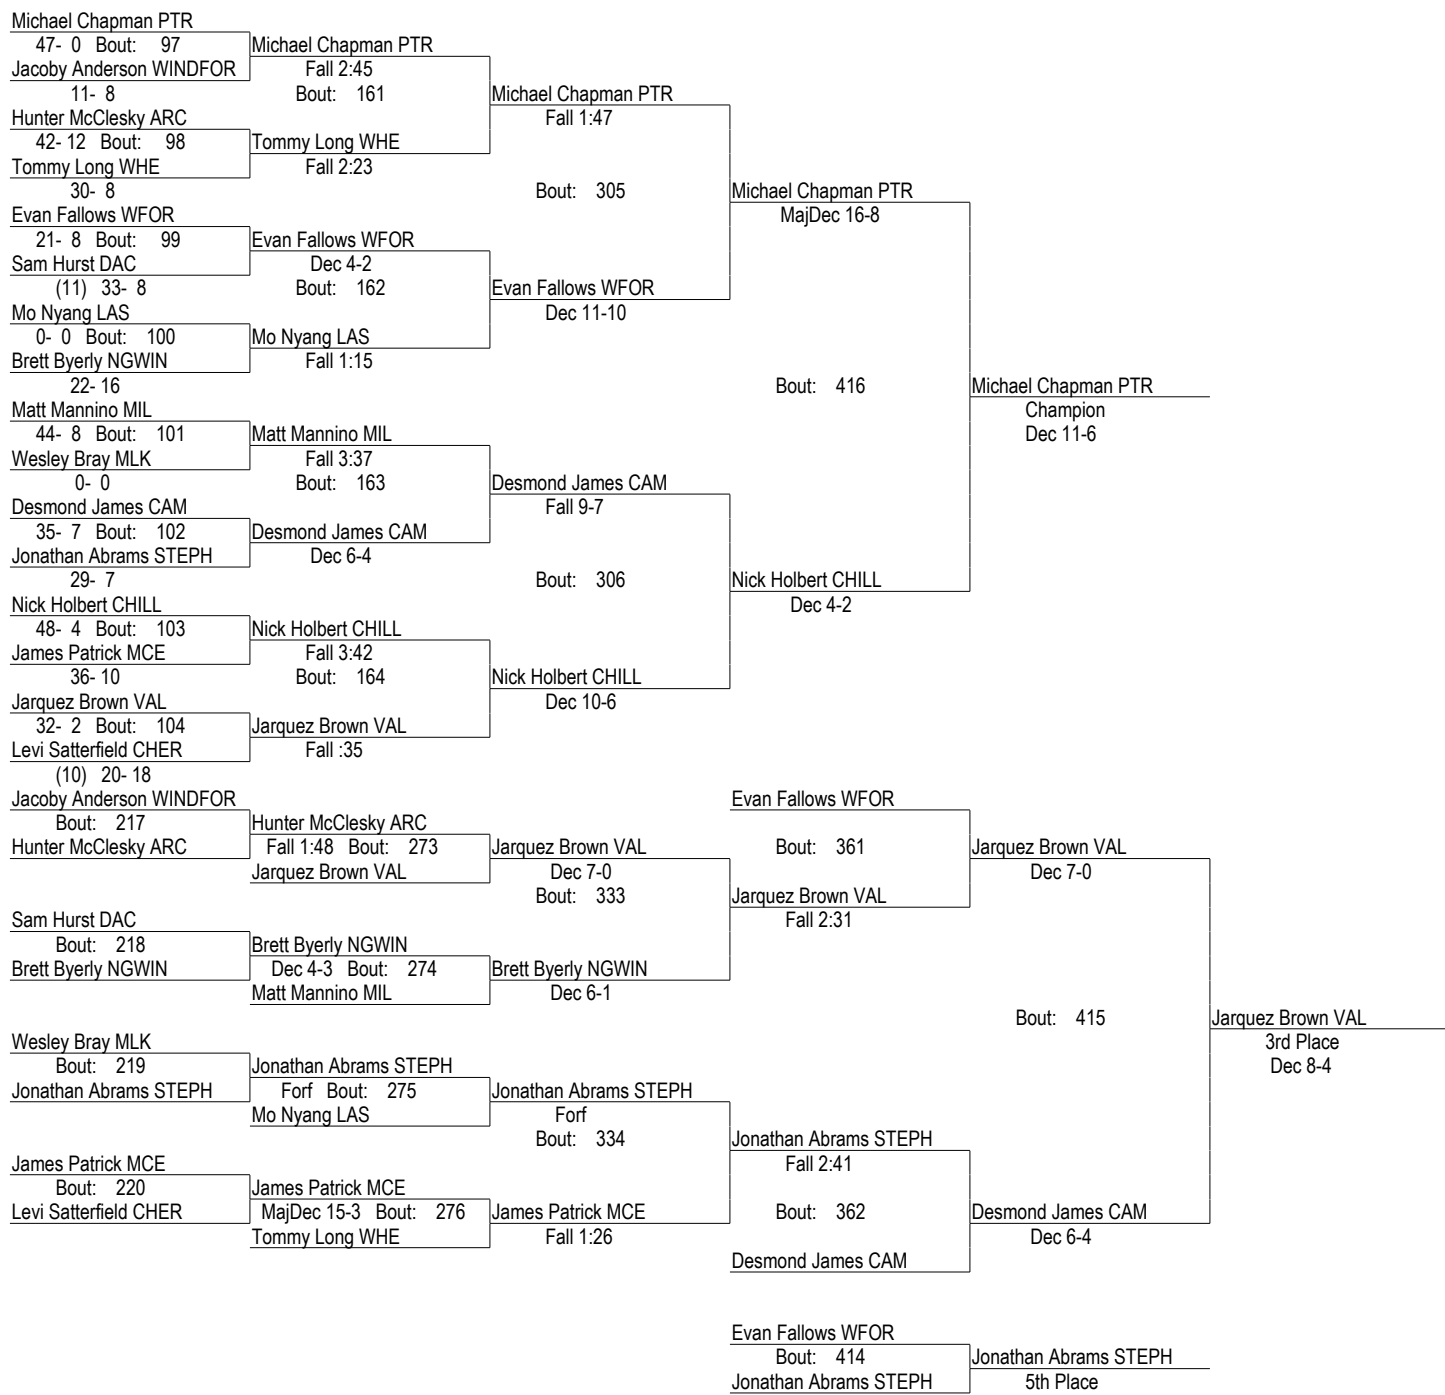 Michael Chapman PTR
47- 0 Bout: 97
Michael Chapman PTR
Jacoby Anderson WINDFOR
Fall 2:45
11- 8
Bout: 161
Michael Chapman PTR
Hunter McClesky ARC
Fall 1:47
42- 12 Bout: 98
Tommy Long WHE
Tommy Long WHE
Fall 2:23
30- 8
Bout: 305
Michael Chapman PTR
Evan Fallows WFOR
MajDec 16-8
21- 8 Bout: 99
Evan Fallows WFOR
Sam Hurst DAC
Dec 4-2
(11) 33- 8
Bout: 162
Evan Fallows WFOR
Mo Nyang LAS
Dec 11-10
0- 0 Bout: 100
Mo Nyang LAS
Brett Byerly NGWIN
Fall 1:15
22- 16
Bout: 416
Michael Chapman PTR
Matt Mannino MIL
Champion
44- 8 Bout: 101
Matt Mannino MIL
Dec 11-6
Wesley Bray MLK
Fall 3:37
0- 0
Bout: 163
Desmond James CAM
Desmond James CAM
Fall 9-7
35- 7 Bout: 102
Desmond James CAM
Jonathan Abrams STEPH
Dec 6-4
29- 7
Bout: 306
Nick Holbert CHILL
Nick Holbert CHILL
Dec 4-2
48- 4 Bout: 103
Nick Holbert CHILL
James Patrick MCE
Fall 3:42
36- 10
Bout: 164
Nick Holbert CHILL
Jarquez Brown VAL
Dec 10-6
32- 2 Bout: 104
Jarquez Brown VAL
Levi Satterfield CHER
Fall :35
(10) 20- 18
Jacoby Anderson WINDFOR
Evan Fallows WFOR
Bout: 217
Hunter McClesky ARC
Hunter McClesky ARC
Fall 1:48 Bout: 273
Jarquez Brown VAL
Bout: 361
Jarquez Brown VAL
Jarquez Brown VAL
Dec 7-0
Dec 7-0
Bout: 333
Jarquez Brown VAL
Sam Hurst DAC
Fall 2:31
Bout: 218
Brett Byerly NGWIN
Brett Byerly NGWIN
Dec 4-3 Bout: 274
Brett Byerly NGWIN
Matt Mannino MIL
Dec 6-1
Bout: 415
Jarquez Brown VAL
Wesley Bray MLK
3rd Place
Bout: 219
Jonathan Abrams STEPH
Dec 8-4
Jonathan Abrams STEPH
Forf Bout: 275
Jonathan Abrams STEPH
Mo Nyang LAS
Forf
Bout: 334
Jonathan Abrams STEPH
James Patrick MCE
Fall 2:41
Bout: 220
James Patrick MCE
Levi Satterfield CHER
MajDec 15-3 Bout: 276
James Patrick MCE
Bout: 362
Desmond James CAM
Tommy Long WHE
Fall 1:26
Dec 6-4
Desmond James CAM
Evan Fallows WFOR
Bout: 414
Jonathan Abrams STEPH
Jonathan Abrams STEPH
5th Place